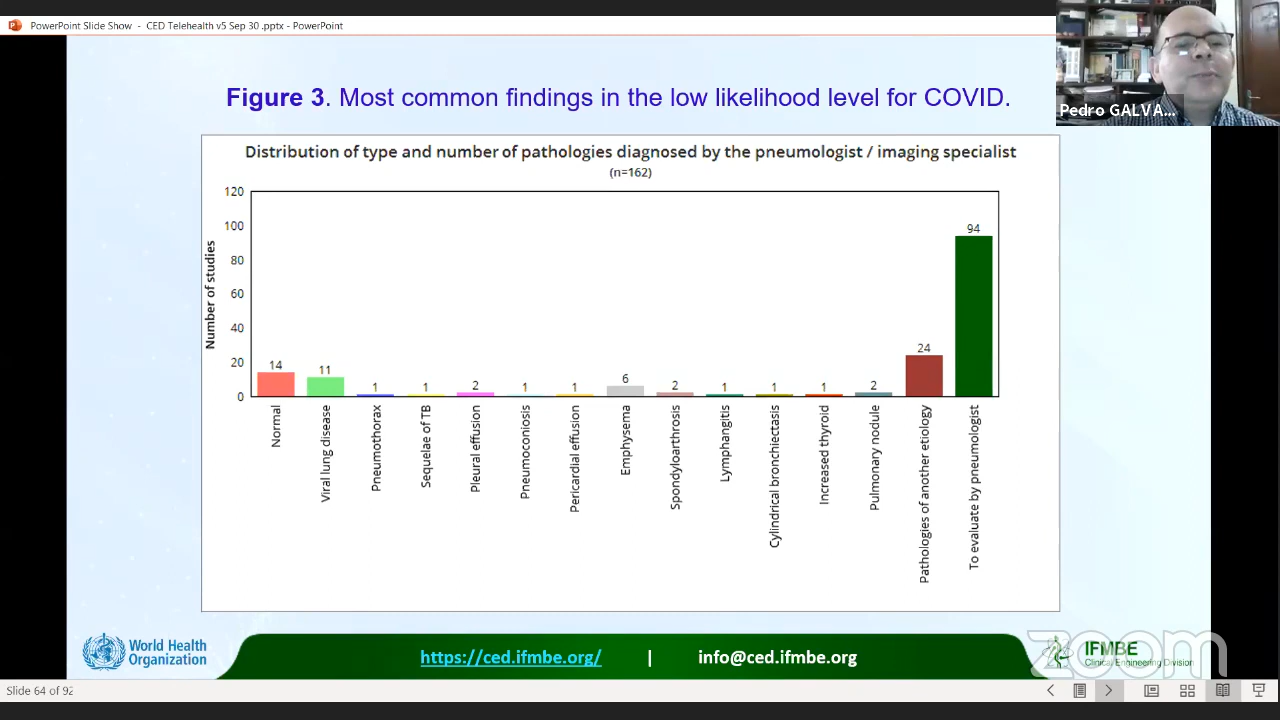 PowerPoint Slide Show - CED Telehealth v5 Sep 30 .pptx - PowerPoint
Pedro GALVA...
Figure 3. Most common findings in the low likelihood level for COVID.
Distribution of type and number of pathologies diagnosed by the pneumologist / imaging specialist
(n=162)
Number of studies
120
100
80
60
40
20
0
14
11
1
1
2
1
1
6
2
1
1
1
2
24
94
Normal
Viral lung disease
Pneumothorax
Sequelae of TB
Pleural effusion
Pneumoconiosis
Pericardial effusion
Emphysema
Spondyloarthrosis
Lymphangitis
Cylindrical bronchiectasis
Increased thyroid
Pulmonary nodule
Pathologies of another etiology
To evaluate by pneumologist
World Health
Organization
https://ced.ifmbe.org/ | info@ced.ifmbe.org
IFMBE
Clinical Engineering Division
zoom
Slide 64 of 92